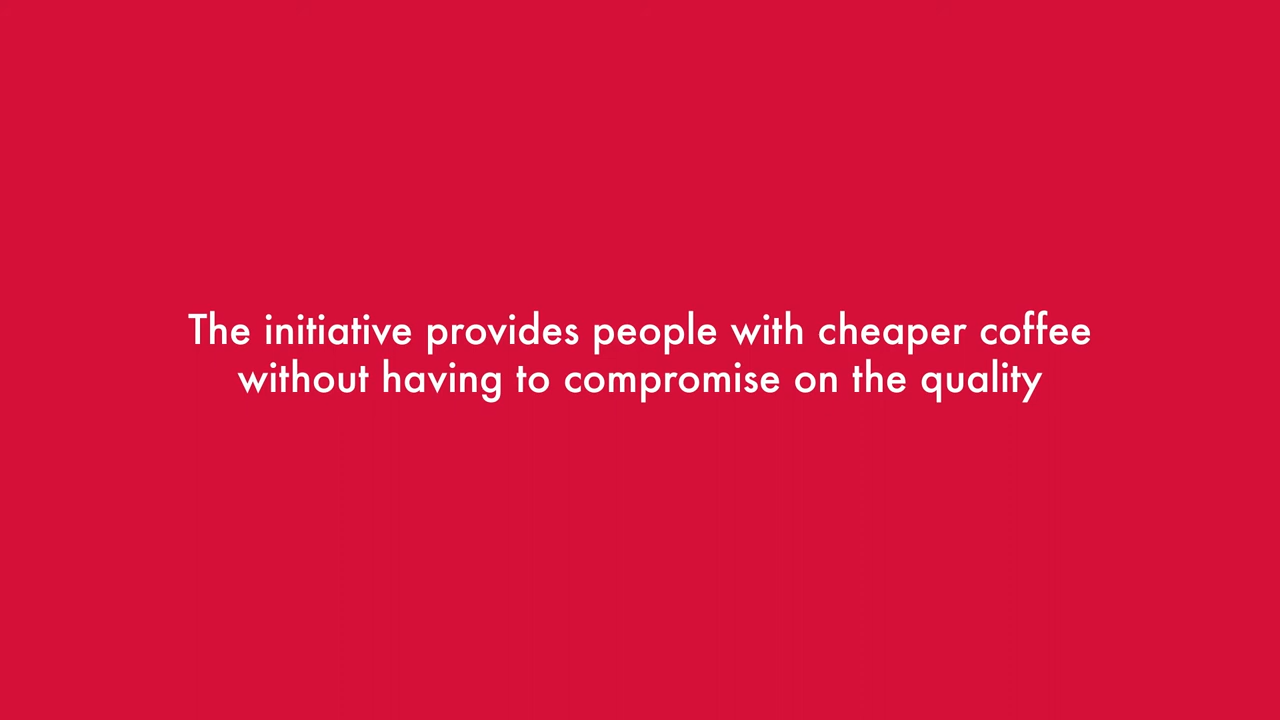 The initiative provides people with cheaper coffee
without having to compromise on the quality